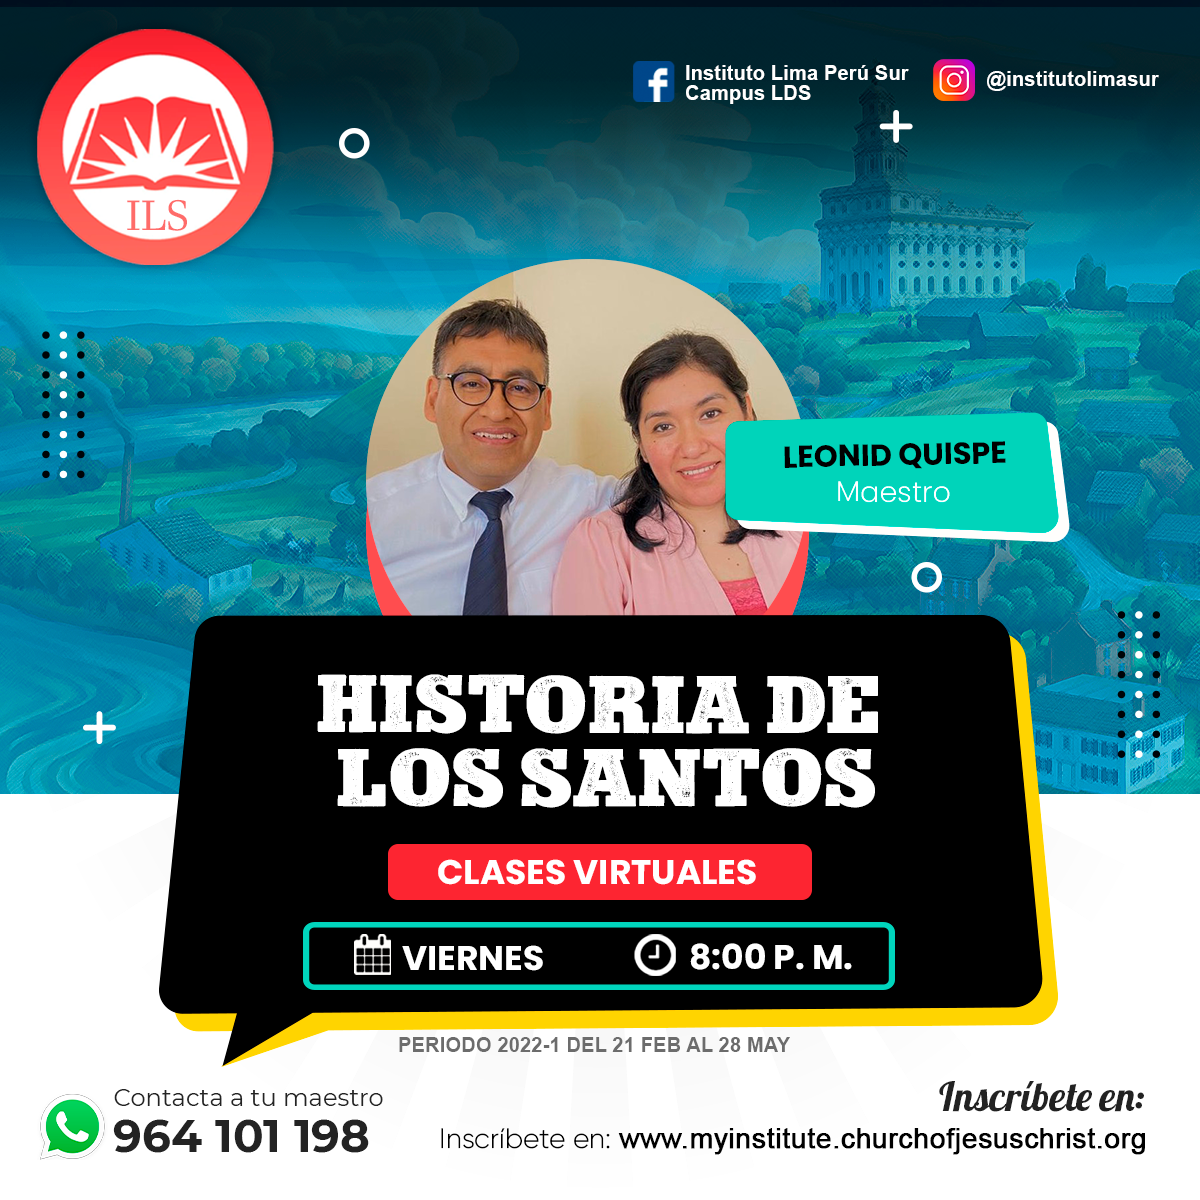 ILS
Instituto Lima Perú Sur
Campus LDS
@institutolimasur
LEONID QUISPE
Maestro
HISTORIA DE
LOS SANTOS
CLASES VIRTUALES
VIERNES
8:00 P. M.
PERIODO 2022-1 DEL 21 FEB AL 28 MAY
Contacta a tu maestro
964 101 198
Inscríbete en:
Inscríbete en: www.myinstitute.churchofjesuschrist.org